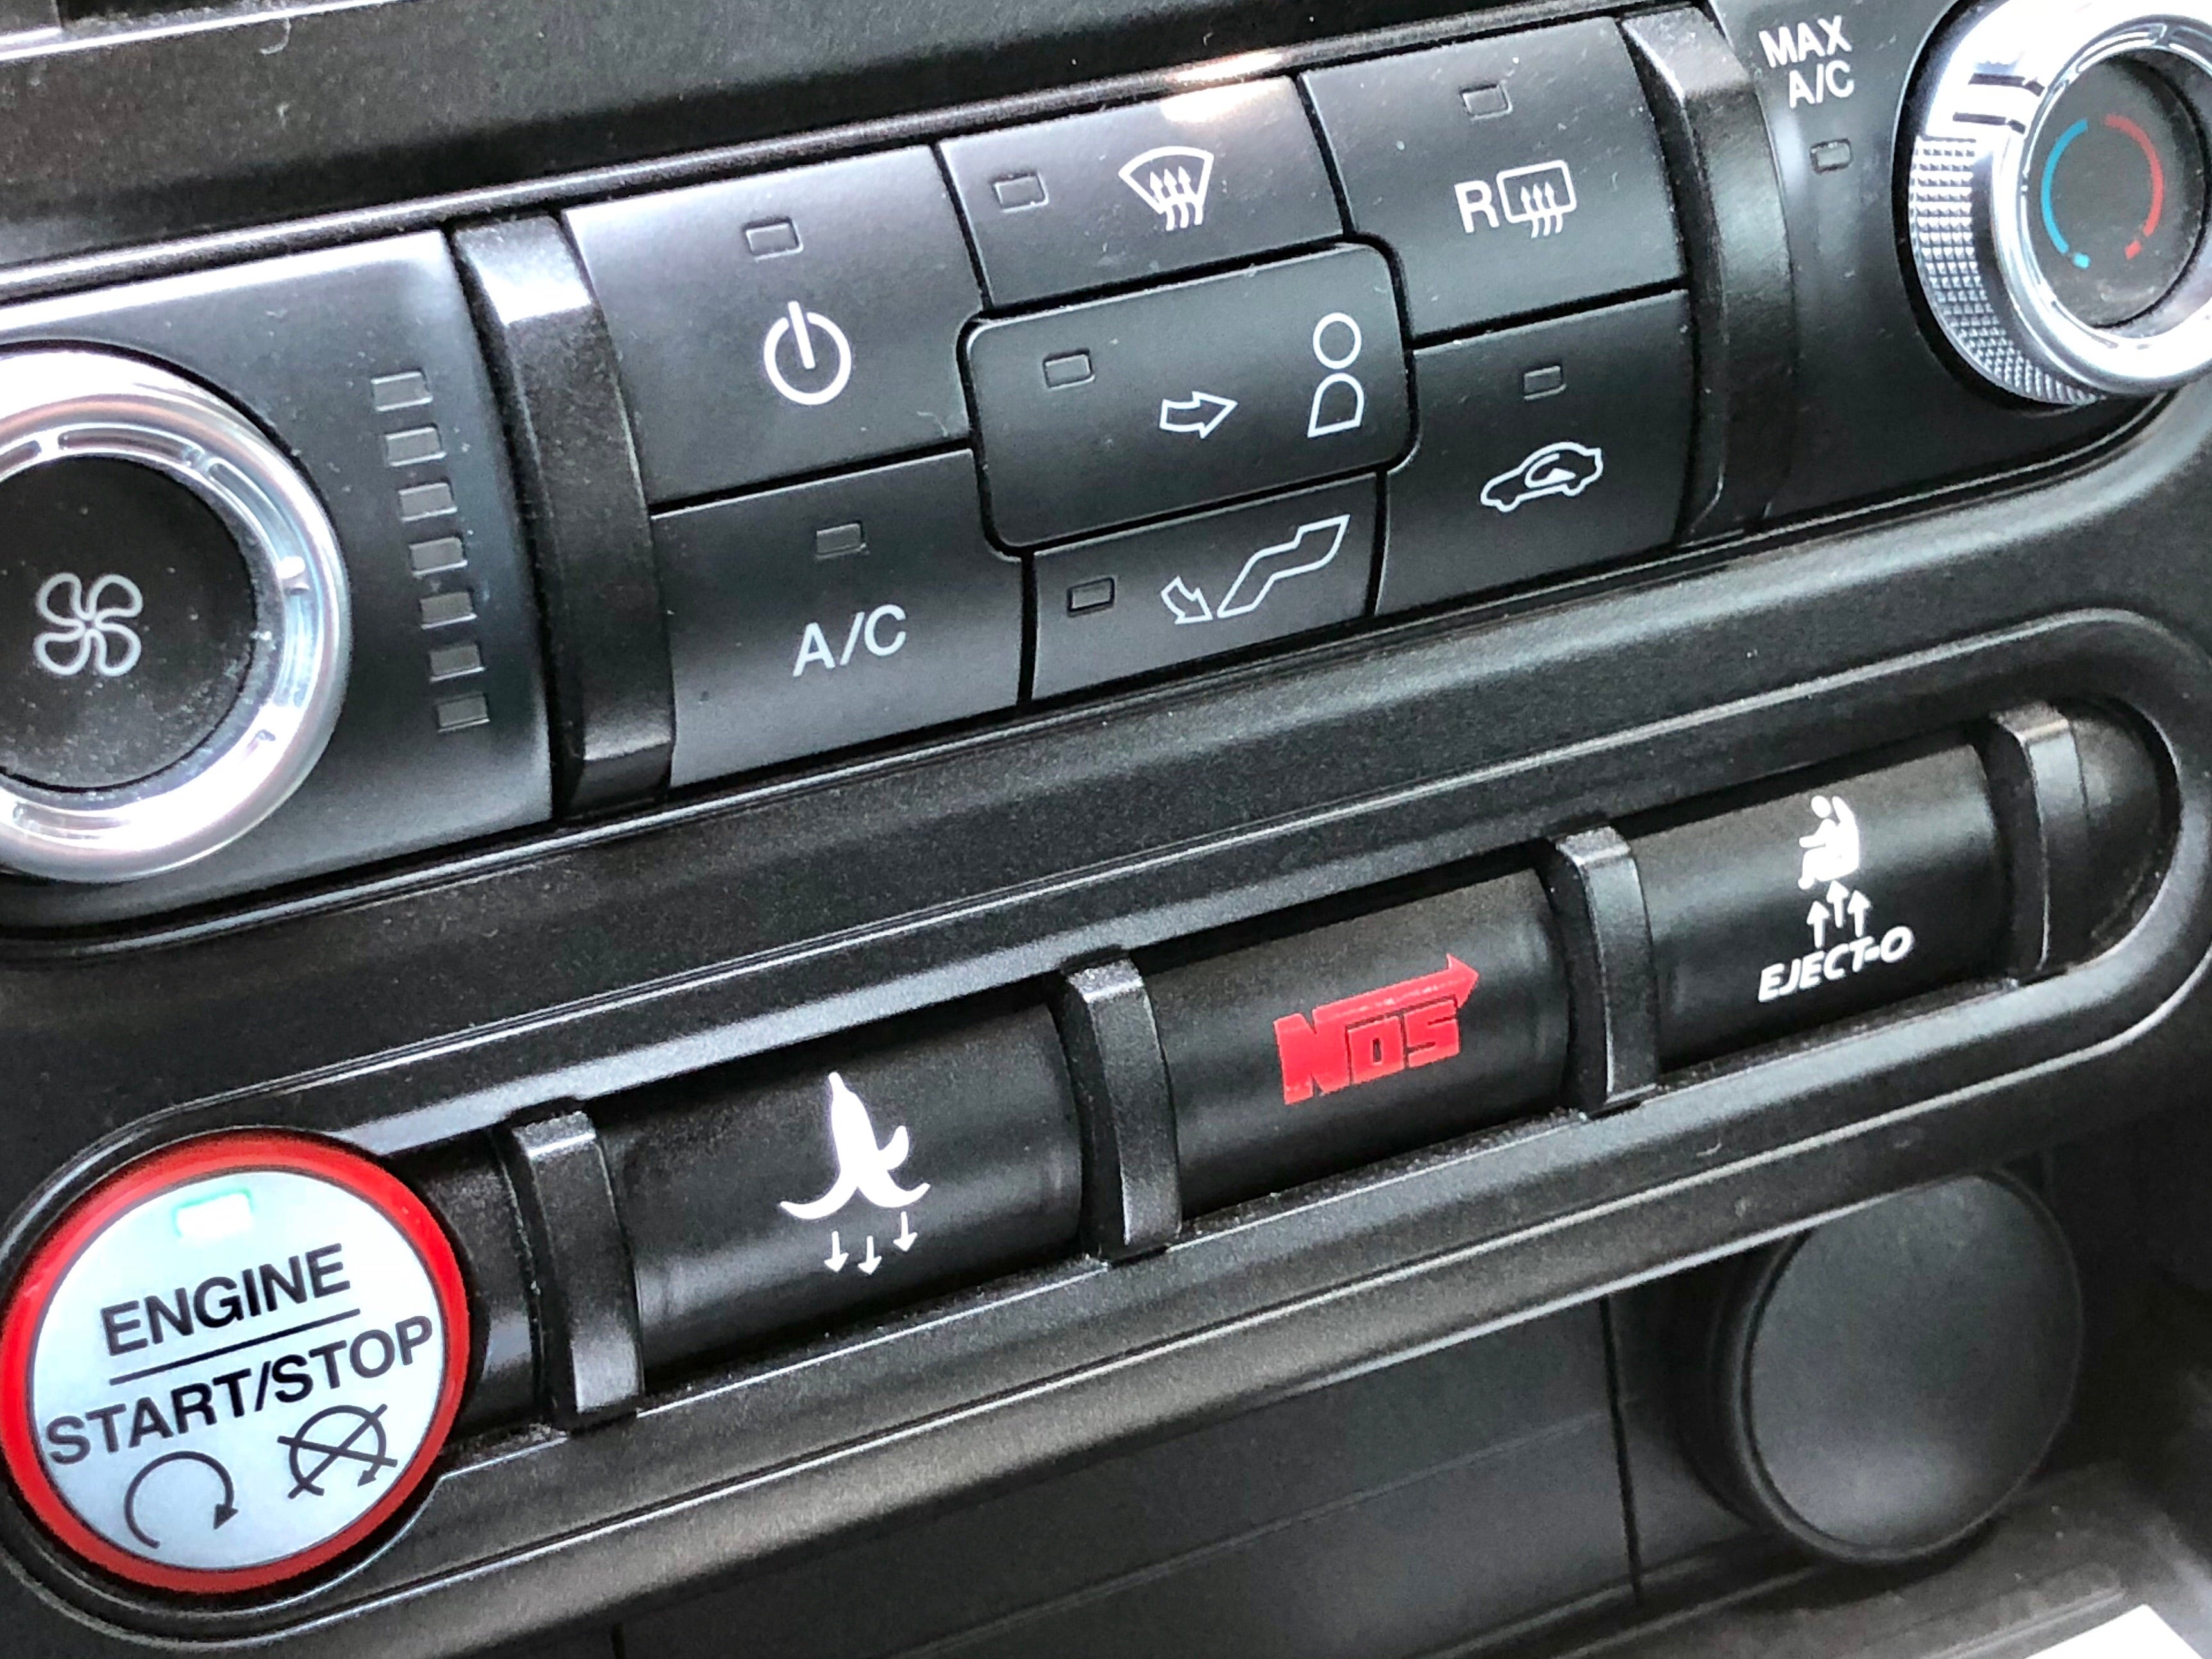 MAX
A/C
R
A/C
EJECT-O
NOS
ENGINE
START/STOP